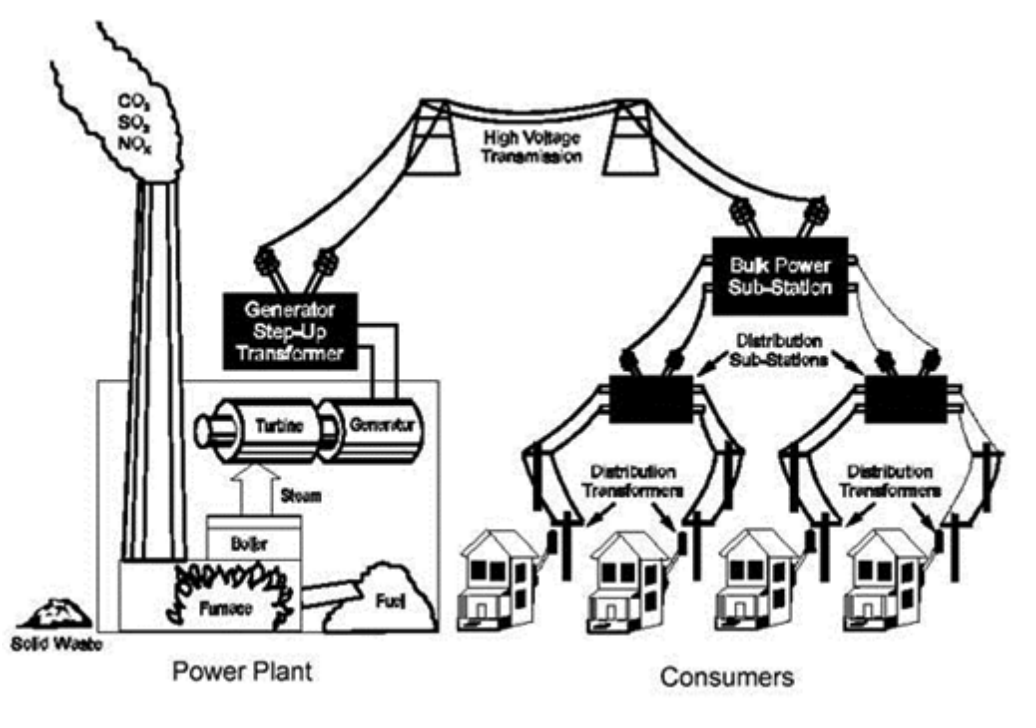 CO₂
SO₂
NOₓ
High Voltage
Transmission
Generator
Step-Up
Transformer
Bulk Power
Sub-Station
Distribution
Sub-Stations
Turbine
Generator
Steam
Boiler
Furnace
Fuel
Solid Waste
Distribution
Transformers
Distribution
Transformers
Power Plant
Consumers